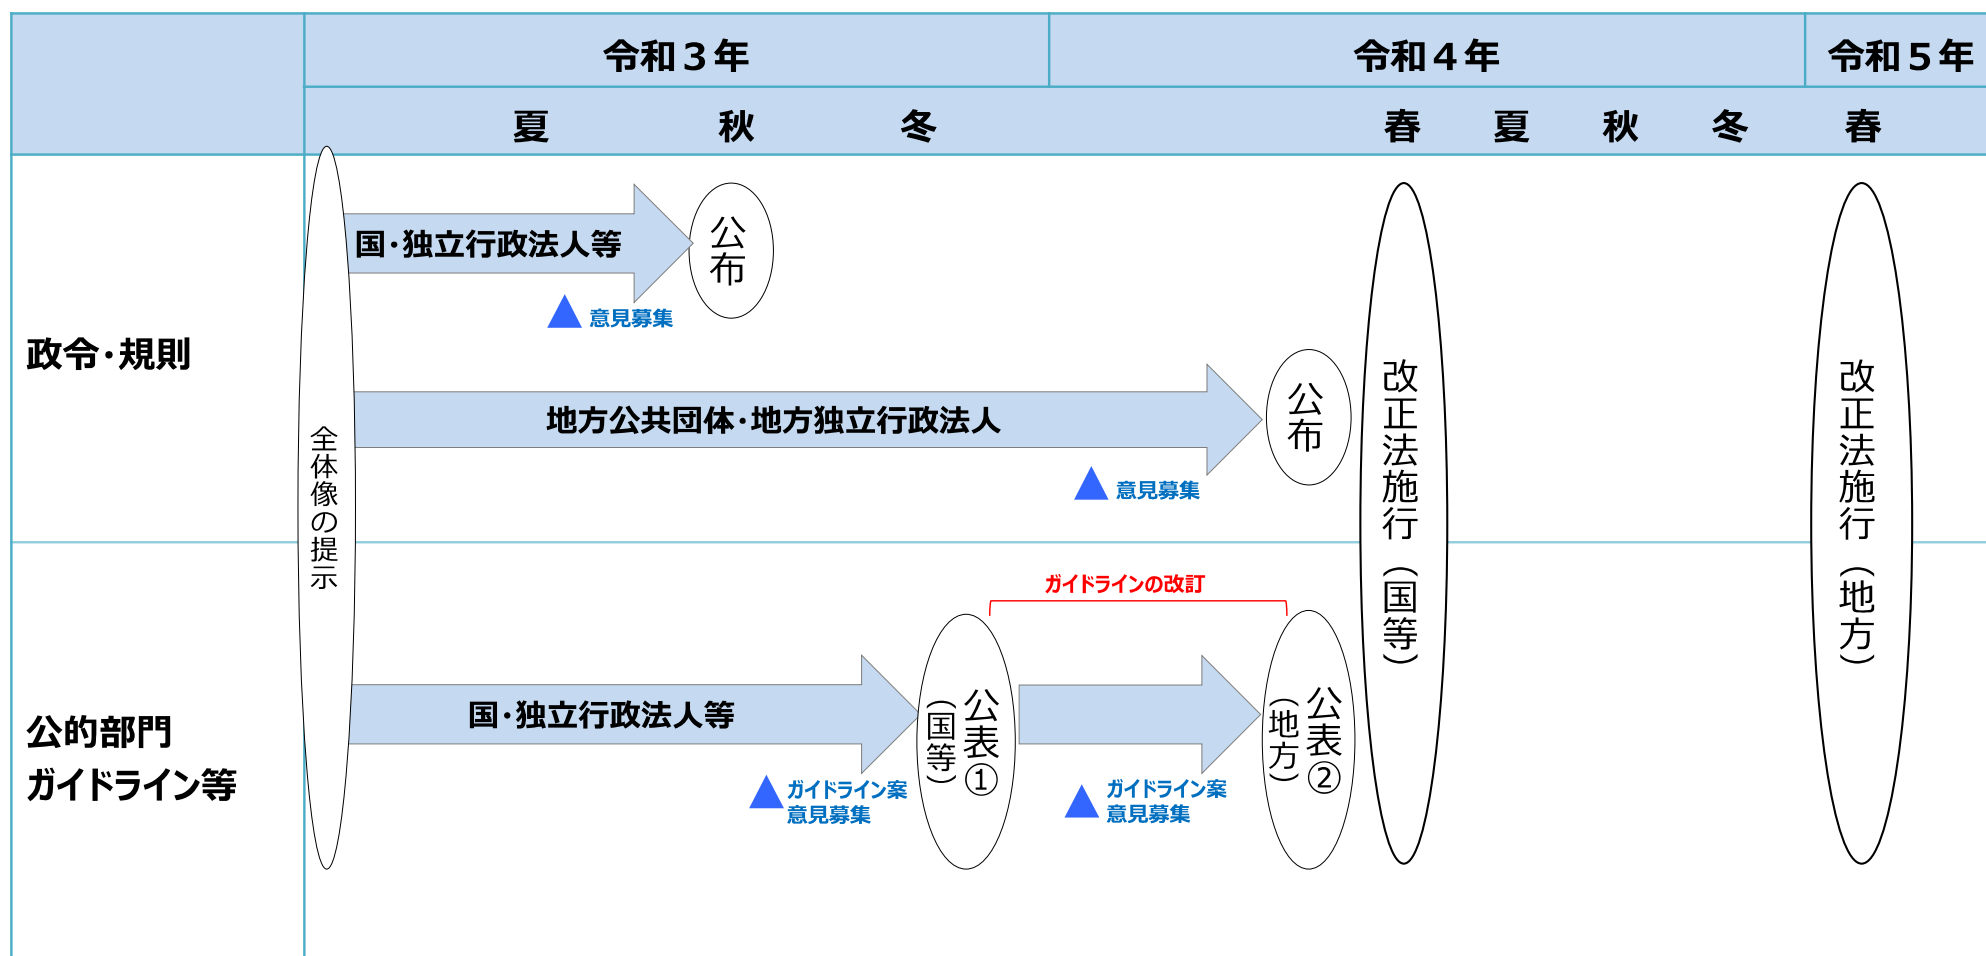 令和３年
令和４年
令和５年
夏
秋
冬
春
夏
秋
冬
春
政令・規則
全体像の提示
国・独立行政法人等
公布
意見募集
地方公共団体・地方独立行政法人
公布
意見募集
改正法施行（国等）
改正法施行（地方）
公的部門
ガイドライン等
国・独立行政法人等
ガイドライン案
意見募集
公表①
（国等）
ガイドラインの改訂
ガイドライン案
意見募集
公表②
（地方）